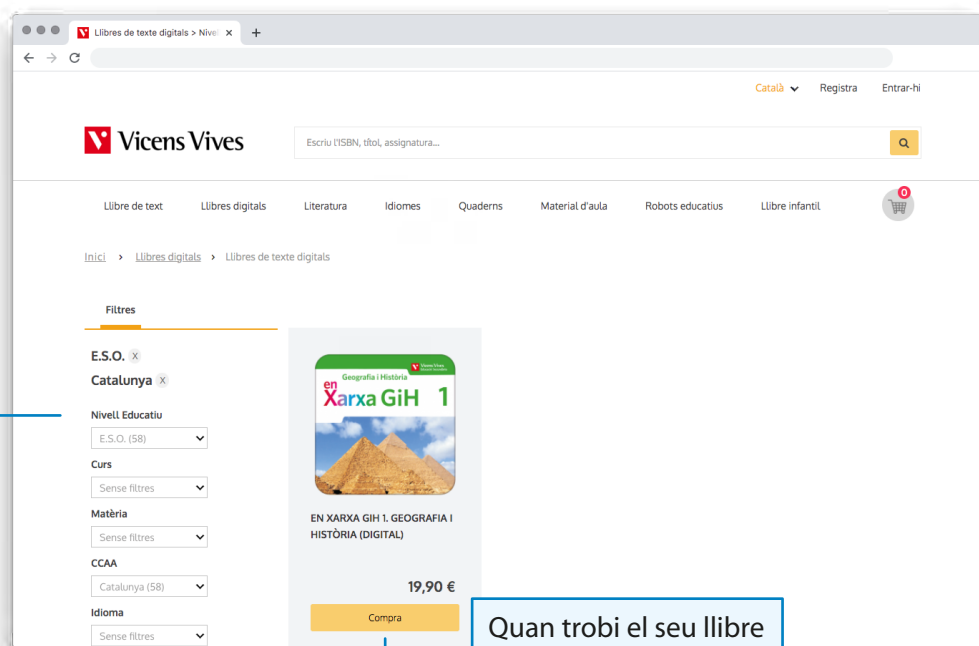 Llibres de texte digitals > Nivel
Català Registra Entrar-hi
Vicens Vives
Escriu l'ISBN, títol, assignatura...
0
Llibre de text Llibres digitals Literatura Idiomes Quaderns Material d'aula Robots educatius Llibre infantil
Inici > Llibres digitals > Llibres de texte digitals
Filtres
E.S.O. X
Catalunya X
Nivell Educatiu
E.S.O. (58)
Curs
Sense filtres
Matèria
Sense filtres
CCAA
Catalunya (58)
Idioma
Sense filtres
Vicens Vives
Geografia i Història
en
Xarxa GiH 1
EN XARXA GIH 1. GEOGRAFIA I
HISTÒRIA (DIGITAL)
19,90 €
Compra
Quan trobi el seu llibre